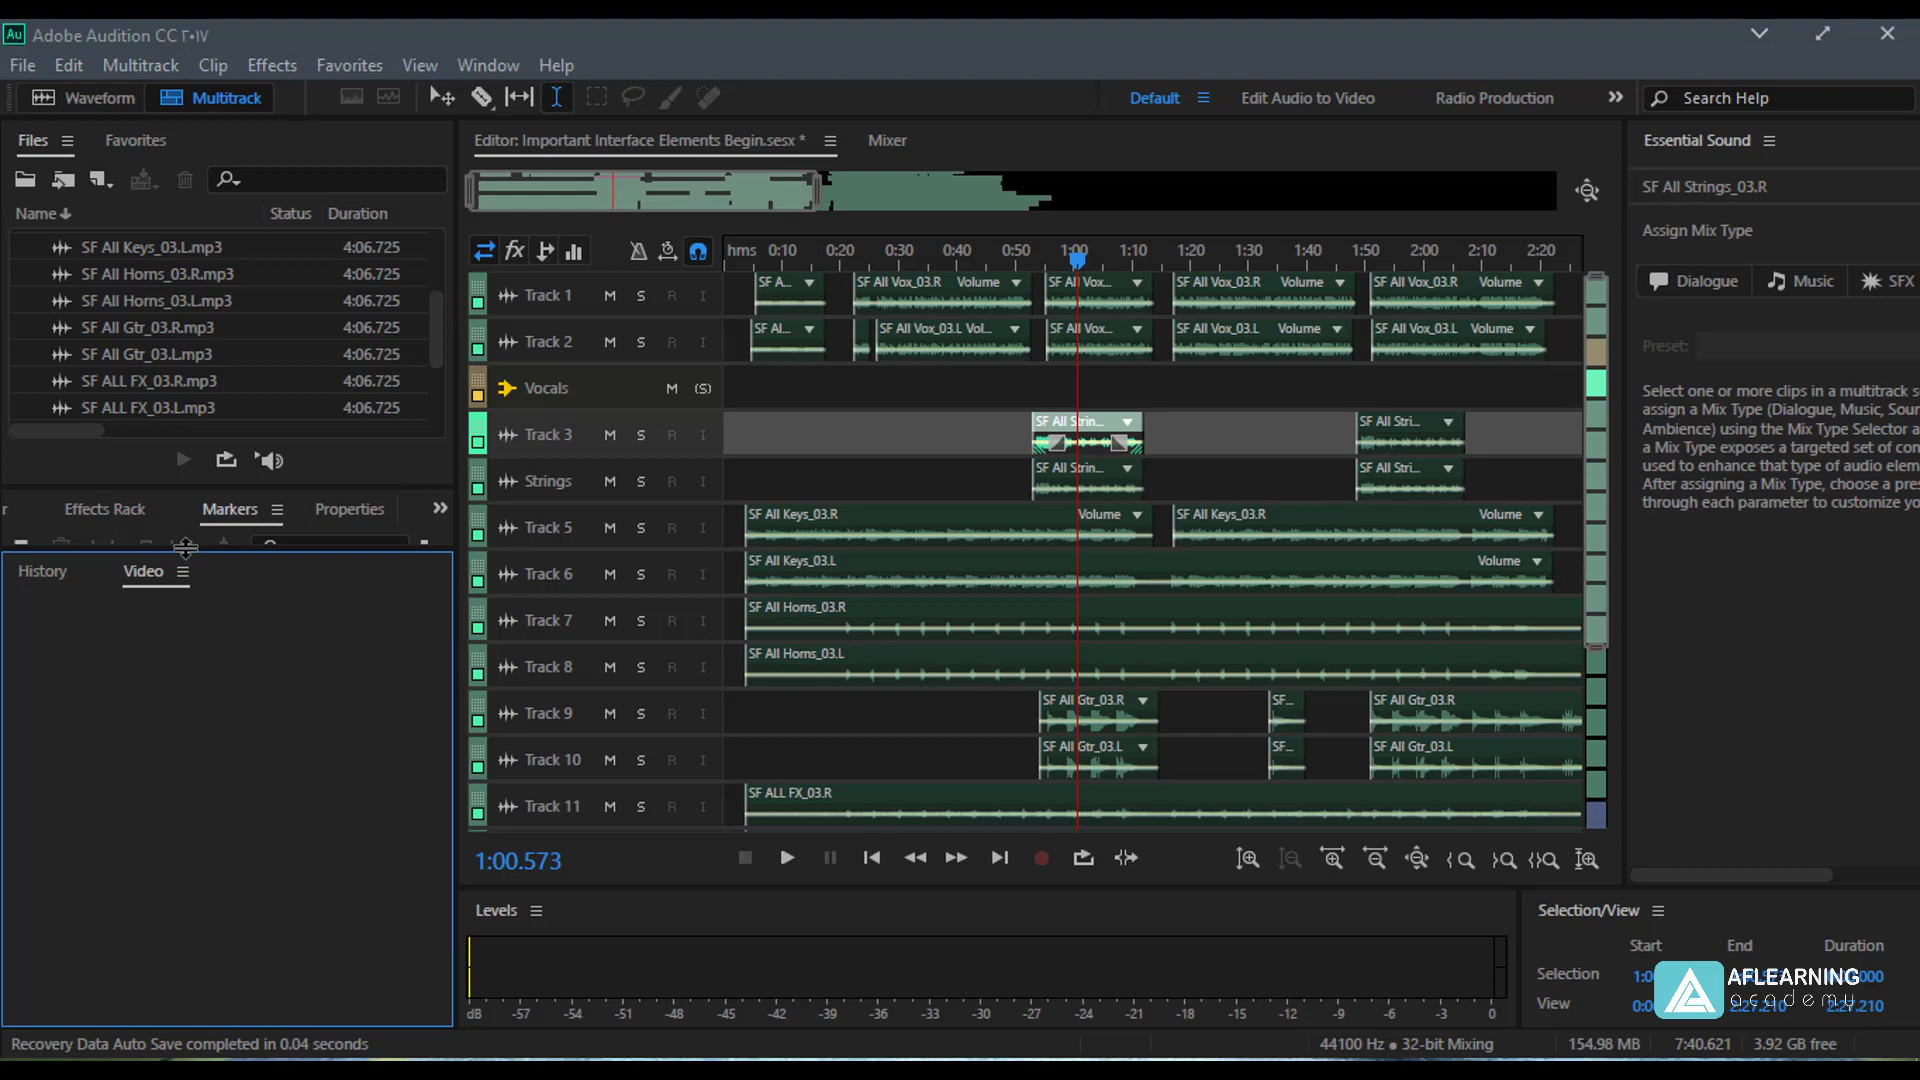 Au Adobe Audition CC ٢٠١٧
File Edit Multitrack Clip Effects Favorites View Window Help
Waveform Multitrack Default Edit Audio to Video Radio Production Search Help
Files Favorites
Name Status Duration
SF All Keys_03.L.mp3 4:06.725
SF All Horns_03.R.mp3 4:06.725
SF All Horns_03.L.mp3 4:06.725
SF All Gtr_03.R.mp3 4:06.725
SF All Gtr_03.L.mp3 4:06.725
SF ALL FX_03.R.mp3 4:06.725
SF ALL FX_03.L.mp3 4:06.725
r Effects Rack Markers Properties
History Video
Editor: Important Interface Elements Begin.sesx * Mixer
fx hms 0:10 0:20 0:30 0:40 0:50 1:00 1:10 1:20 1:30 1:40 1:50 2:00 2:10 2:20
Track 1 M S R I SF A... SF All Vox_03.R Volume SF All Vox... SF All Vox_03.R Volume SF All Vox_03.R Volume
Track 2 M S R I SF Al... SF All Vox_03.L Vol... SF All Vox... SF All Vox_03.L Volume SF All Vox_03.L Volume
Vocals M (S)
Track 3 M S R I SF All Strin... SF All Stri...
Strings M S R I SF All Strin... SF All Stri...
Track 5 M S R I SF All Keys_03.R Volume SF All Keys_03.R Volume
Track 6 M S R I SF All Keys_03.L Volume
Track 7 M S R I SF All Horns_03.R
Track 8 M S R I SF All Horns_03.L
Track 9 M S R I SF All Gtr_03.R SF... SF All Gtr_03.R
Track 10 M S R I SF All Gtr_03.L SF... SF All Gtr_03.L
Track 11 M S R I SF ALL FX_03.R
1:00.573
Levels
dB -57 -54 -51 -48 -45 -42 -39 -36 -33 -30 -27 -24 -21 -18 -15 -12 -9 -6 -3 0
Essential Sound
SF All Strings_03.R
Assign Mix Type
Dialogue Music SFX
Preset:
Select one or more clips in a multitrack s
assign a Mix Type (Dialogue, Music, Soun
Ambience) using the Mix Type Selector a
a Mix Type exposes a targeted set of con
used to enhance that type of audio elem
After assigning a Mix Type, choose a pres
through each parameter to customize yo
Selection/View
Start End Duration
Selection 1:0 000
View 0:0 2:27.210 2:27.210
AFLEARNING
academy
Recovery Data Auto Save completed in 0.04 seconds 44100 Hz ● 32-bit Mixing 154.98 MB 7:40.621 3.92 GB free